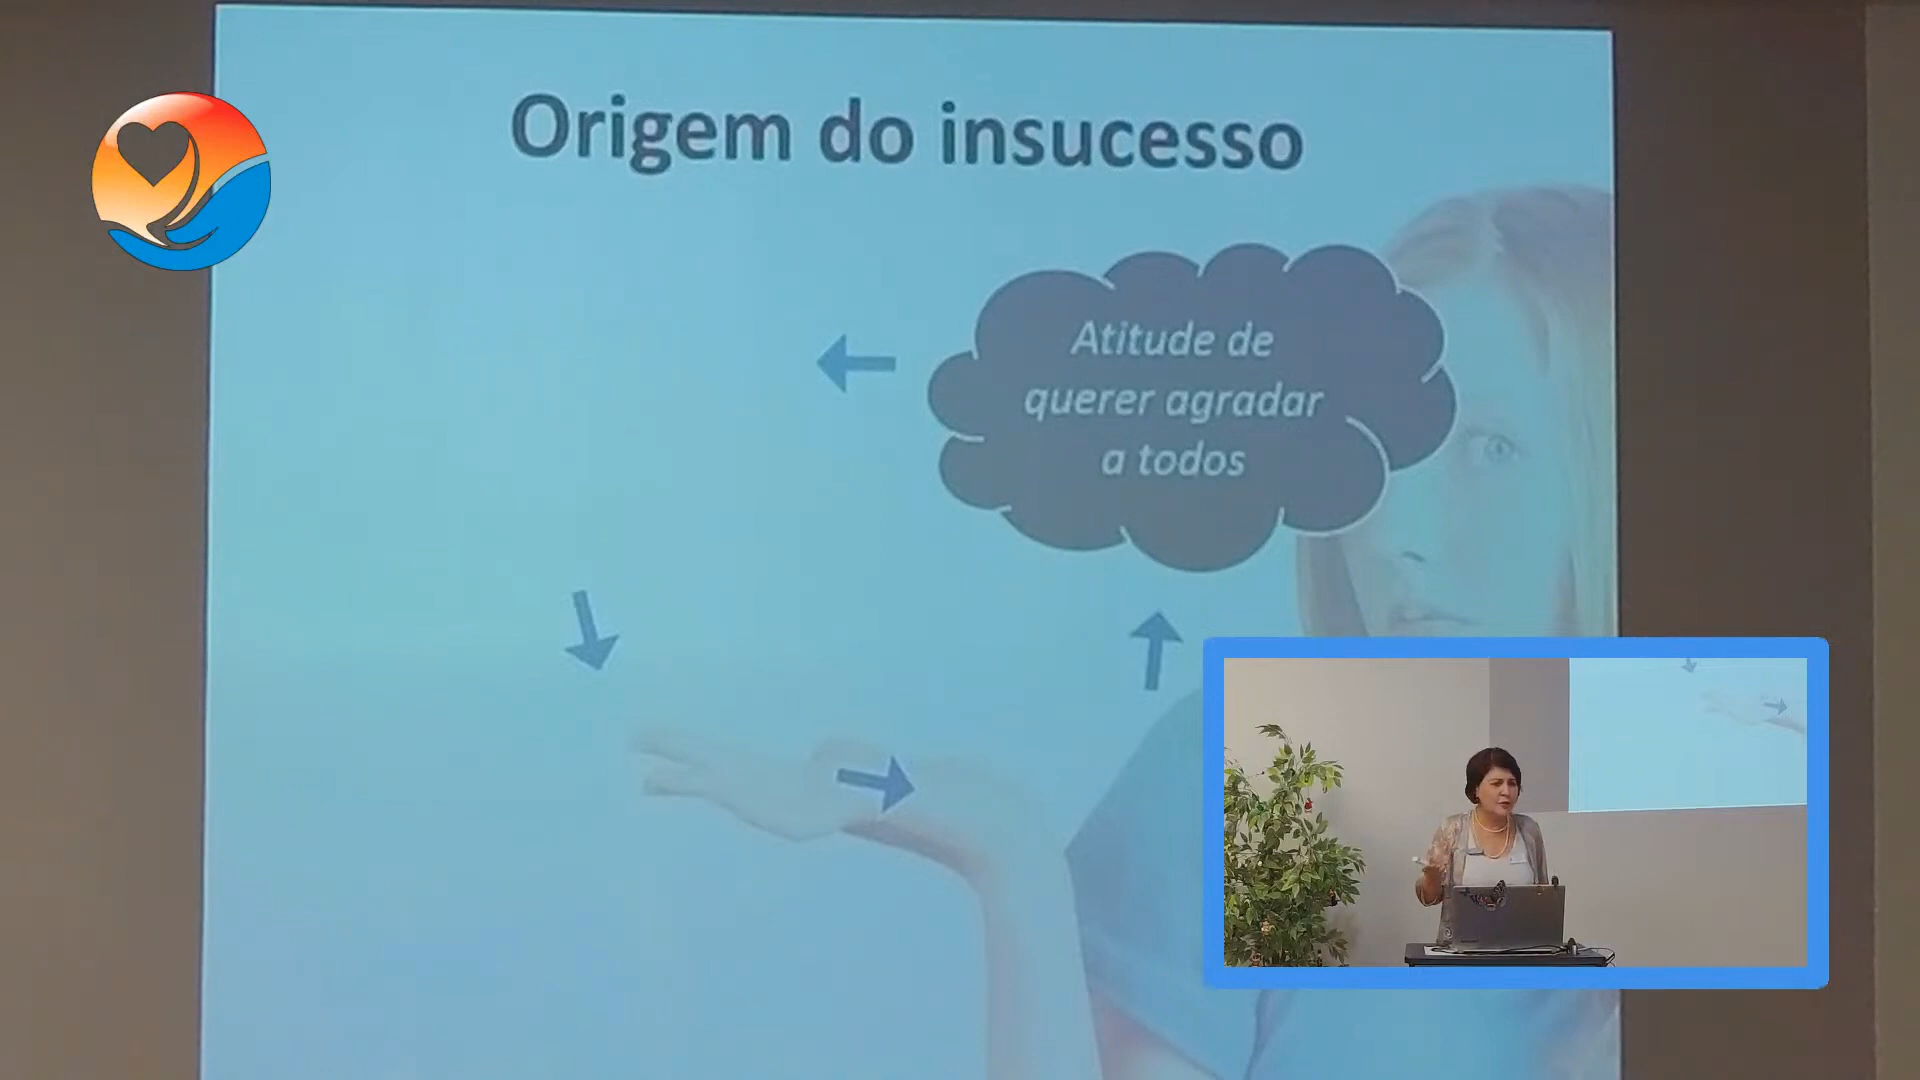 Origem do insucesso
Atitude de
querer agradar
a todos